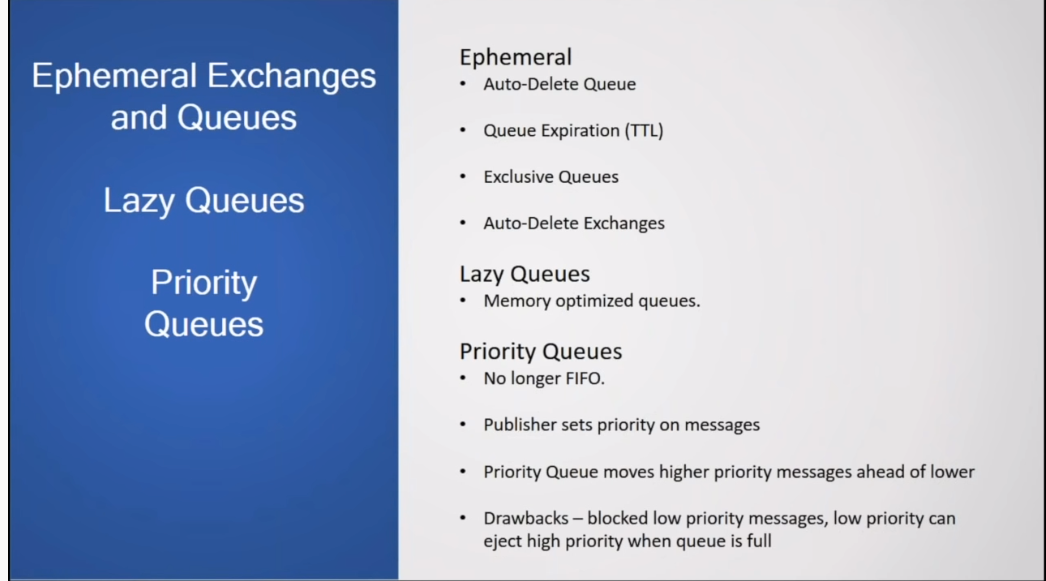 Ephemeral Exchanges
and Queues
Lazy Queues
Priority
Queues
Ephemeral
• Auto-Delete Queue
• Queue Expiration (TTL)
• Exclusive Queues
• Auto-Delete Exchanges
Lazy Queues
• Memory optimized queues.
Priority Queues
• No longer FIFO.
• Publisher sets priority on messages
• Priority Queue moves higher priority messages ahead of lower
• Drawbacks – blocked low priority messages, low priority can
eject high priority when queue is full